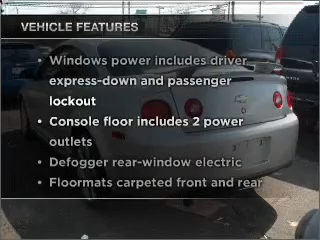 VEHICLE FEATURES
• Windows power includes driver
express-down and passenger
lockout
• Console floor includes 2 power
outlets
• Defogger rear-window electric
• Floormats carpeted front and rear